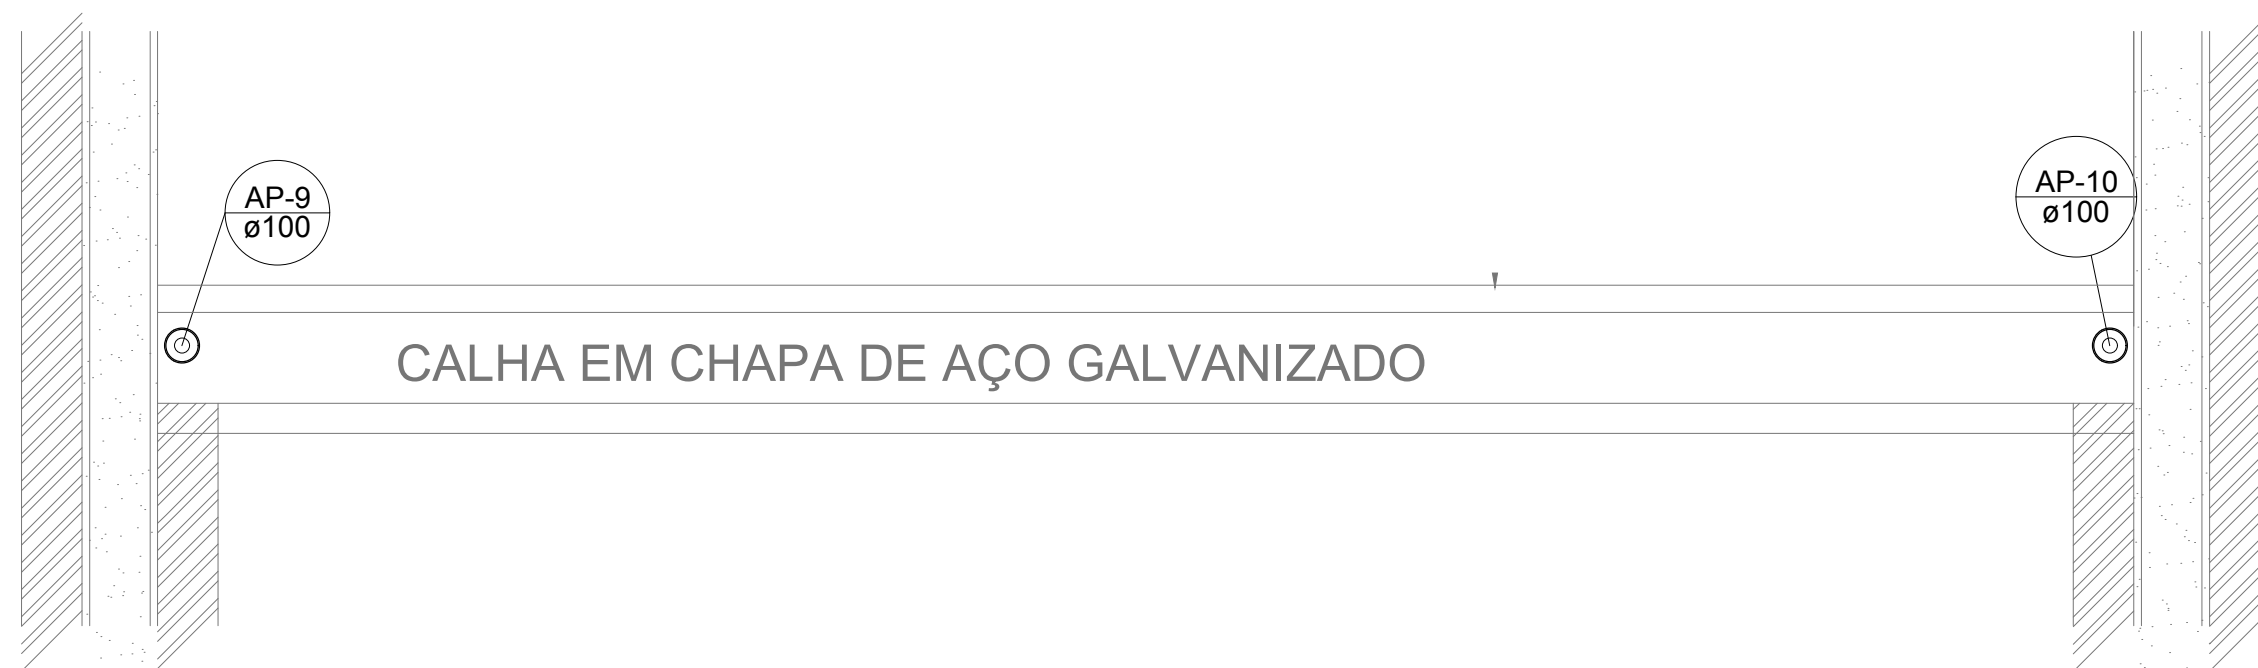 AP-9
ø100
AP-10
ø100
CALHA EM CHAPA DE AÇO GALVANIZADO